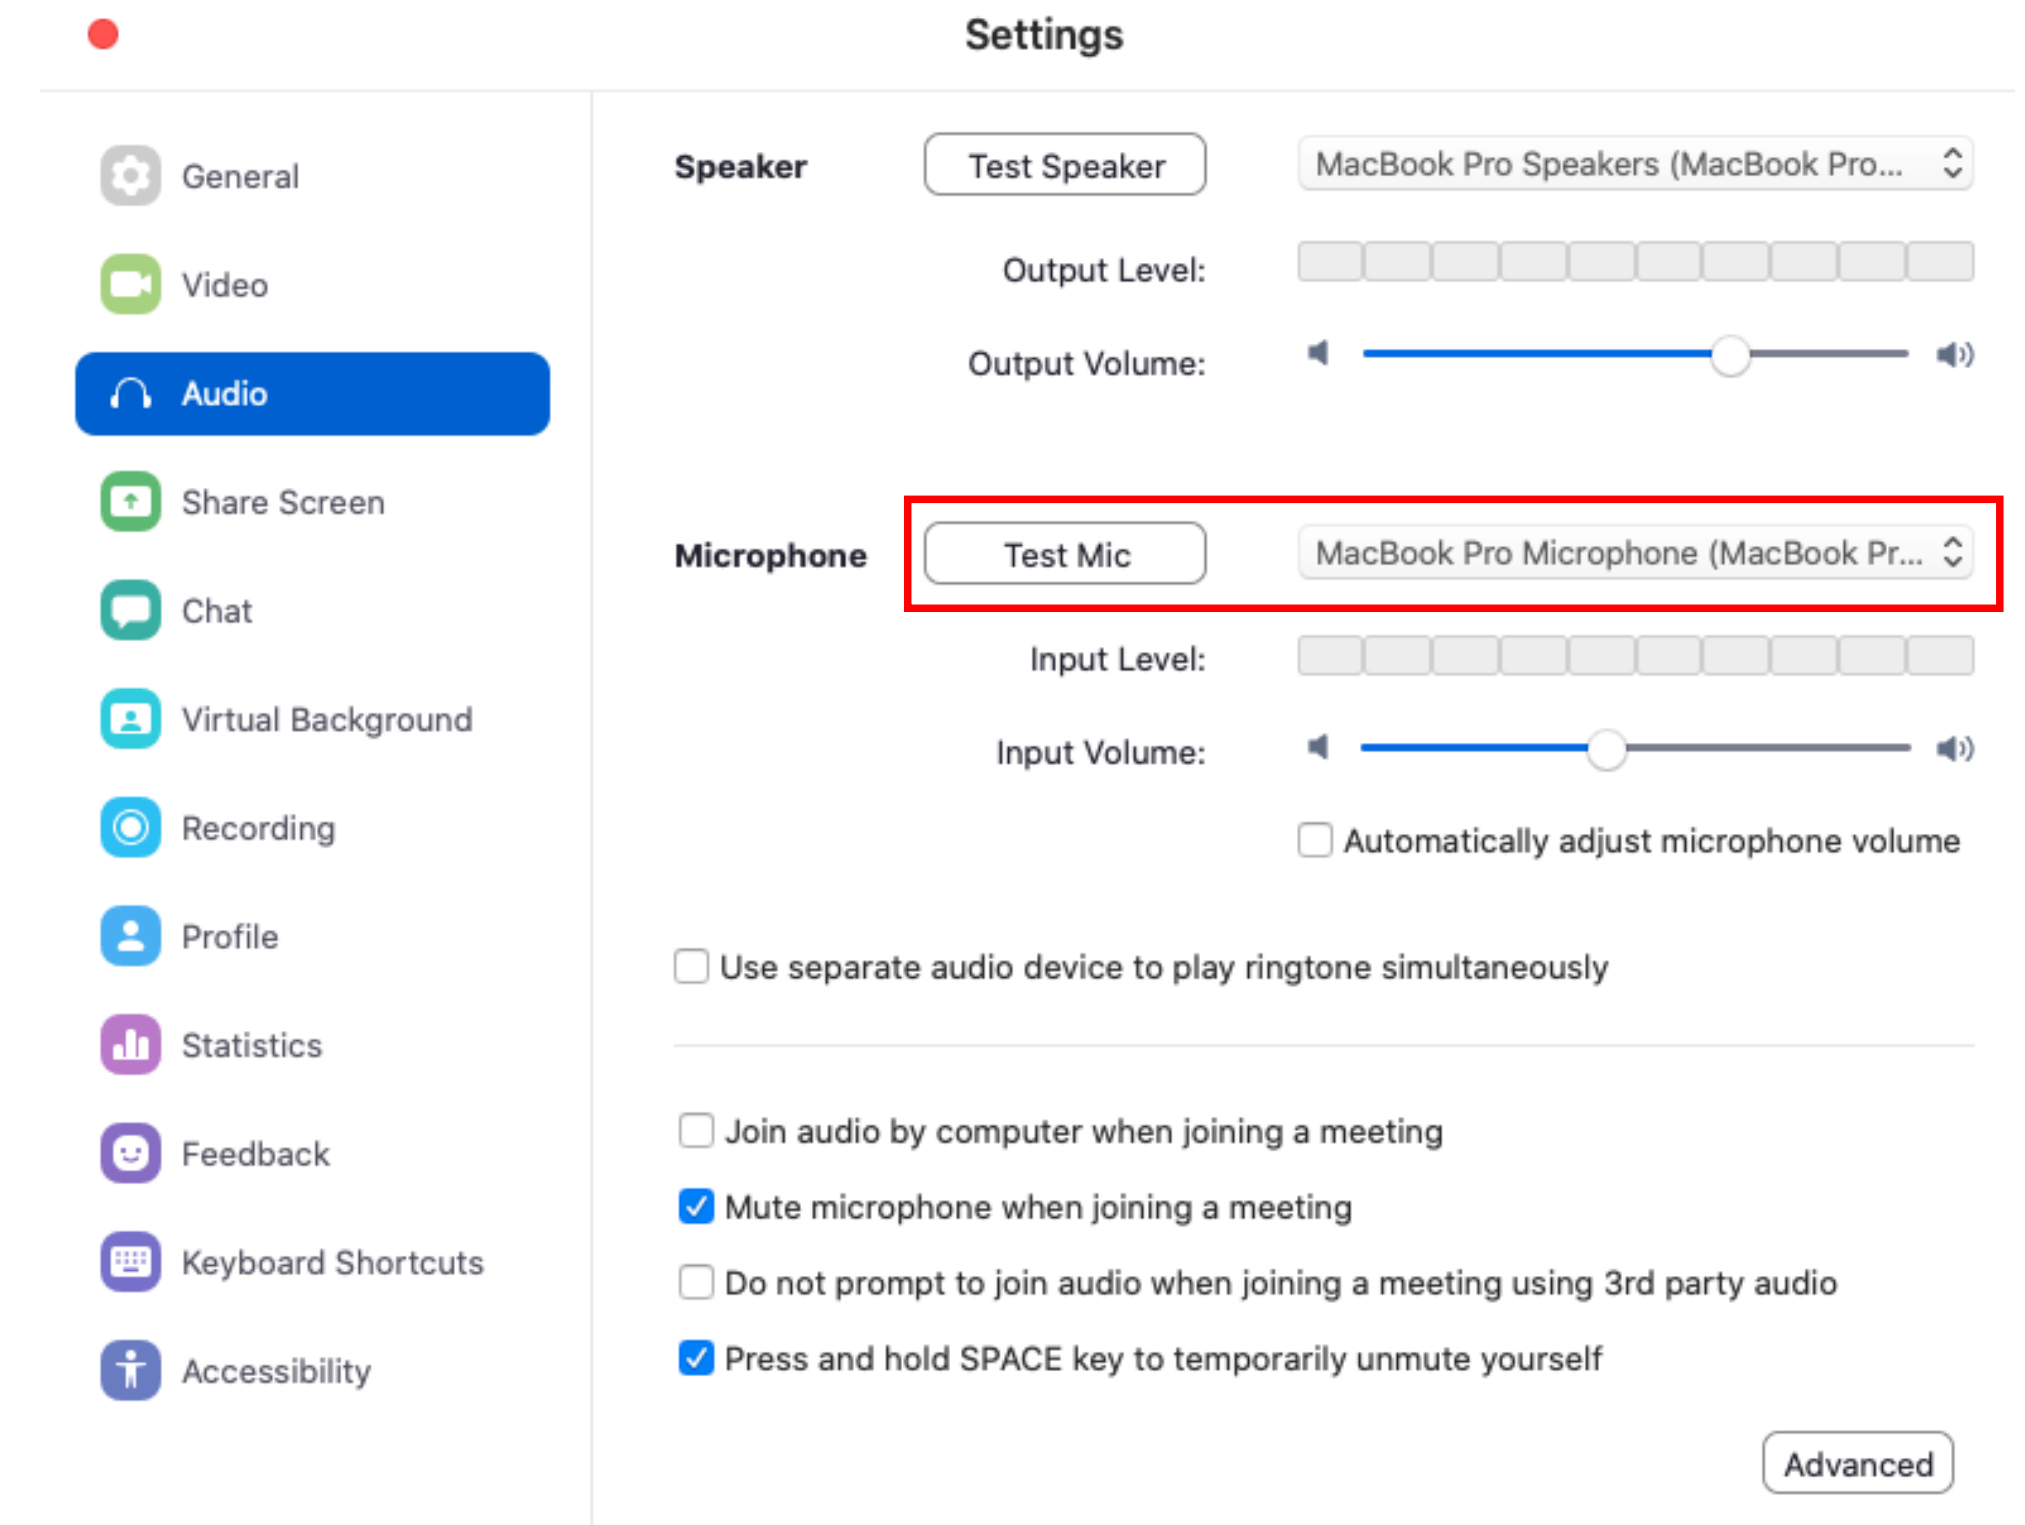 Settings
General
Video
Audio
Share Screen
Chat
Virtual Background
Recording
Profile
Statistics
Feedback
Keyboard Shortcuts
Accessibility
Speaker Test Speaker MacBook Pro Speakers (MacBook Pro...
Output Level:
Output Volume:
Microphone Test Mic MacBook Pro Microphone (MacBook Pr...
Input Level:
Input Volume:
Automatically adjust microphone volume
Use separate audio device to play ringtone simultaneously
Join audio by computer when joining a meeting
Mute microphone when joining a meeting
Do not prompt to join audio when joining a meeting using 3rd party audio
Press and hold SPACE key to temporarily unmute yourself
Advanced